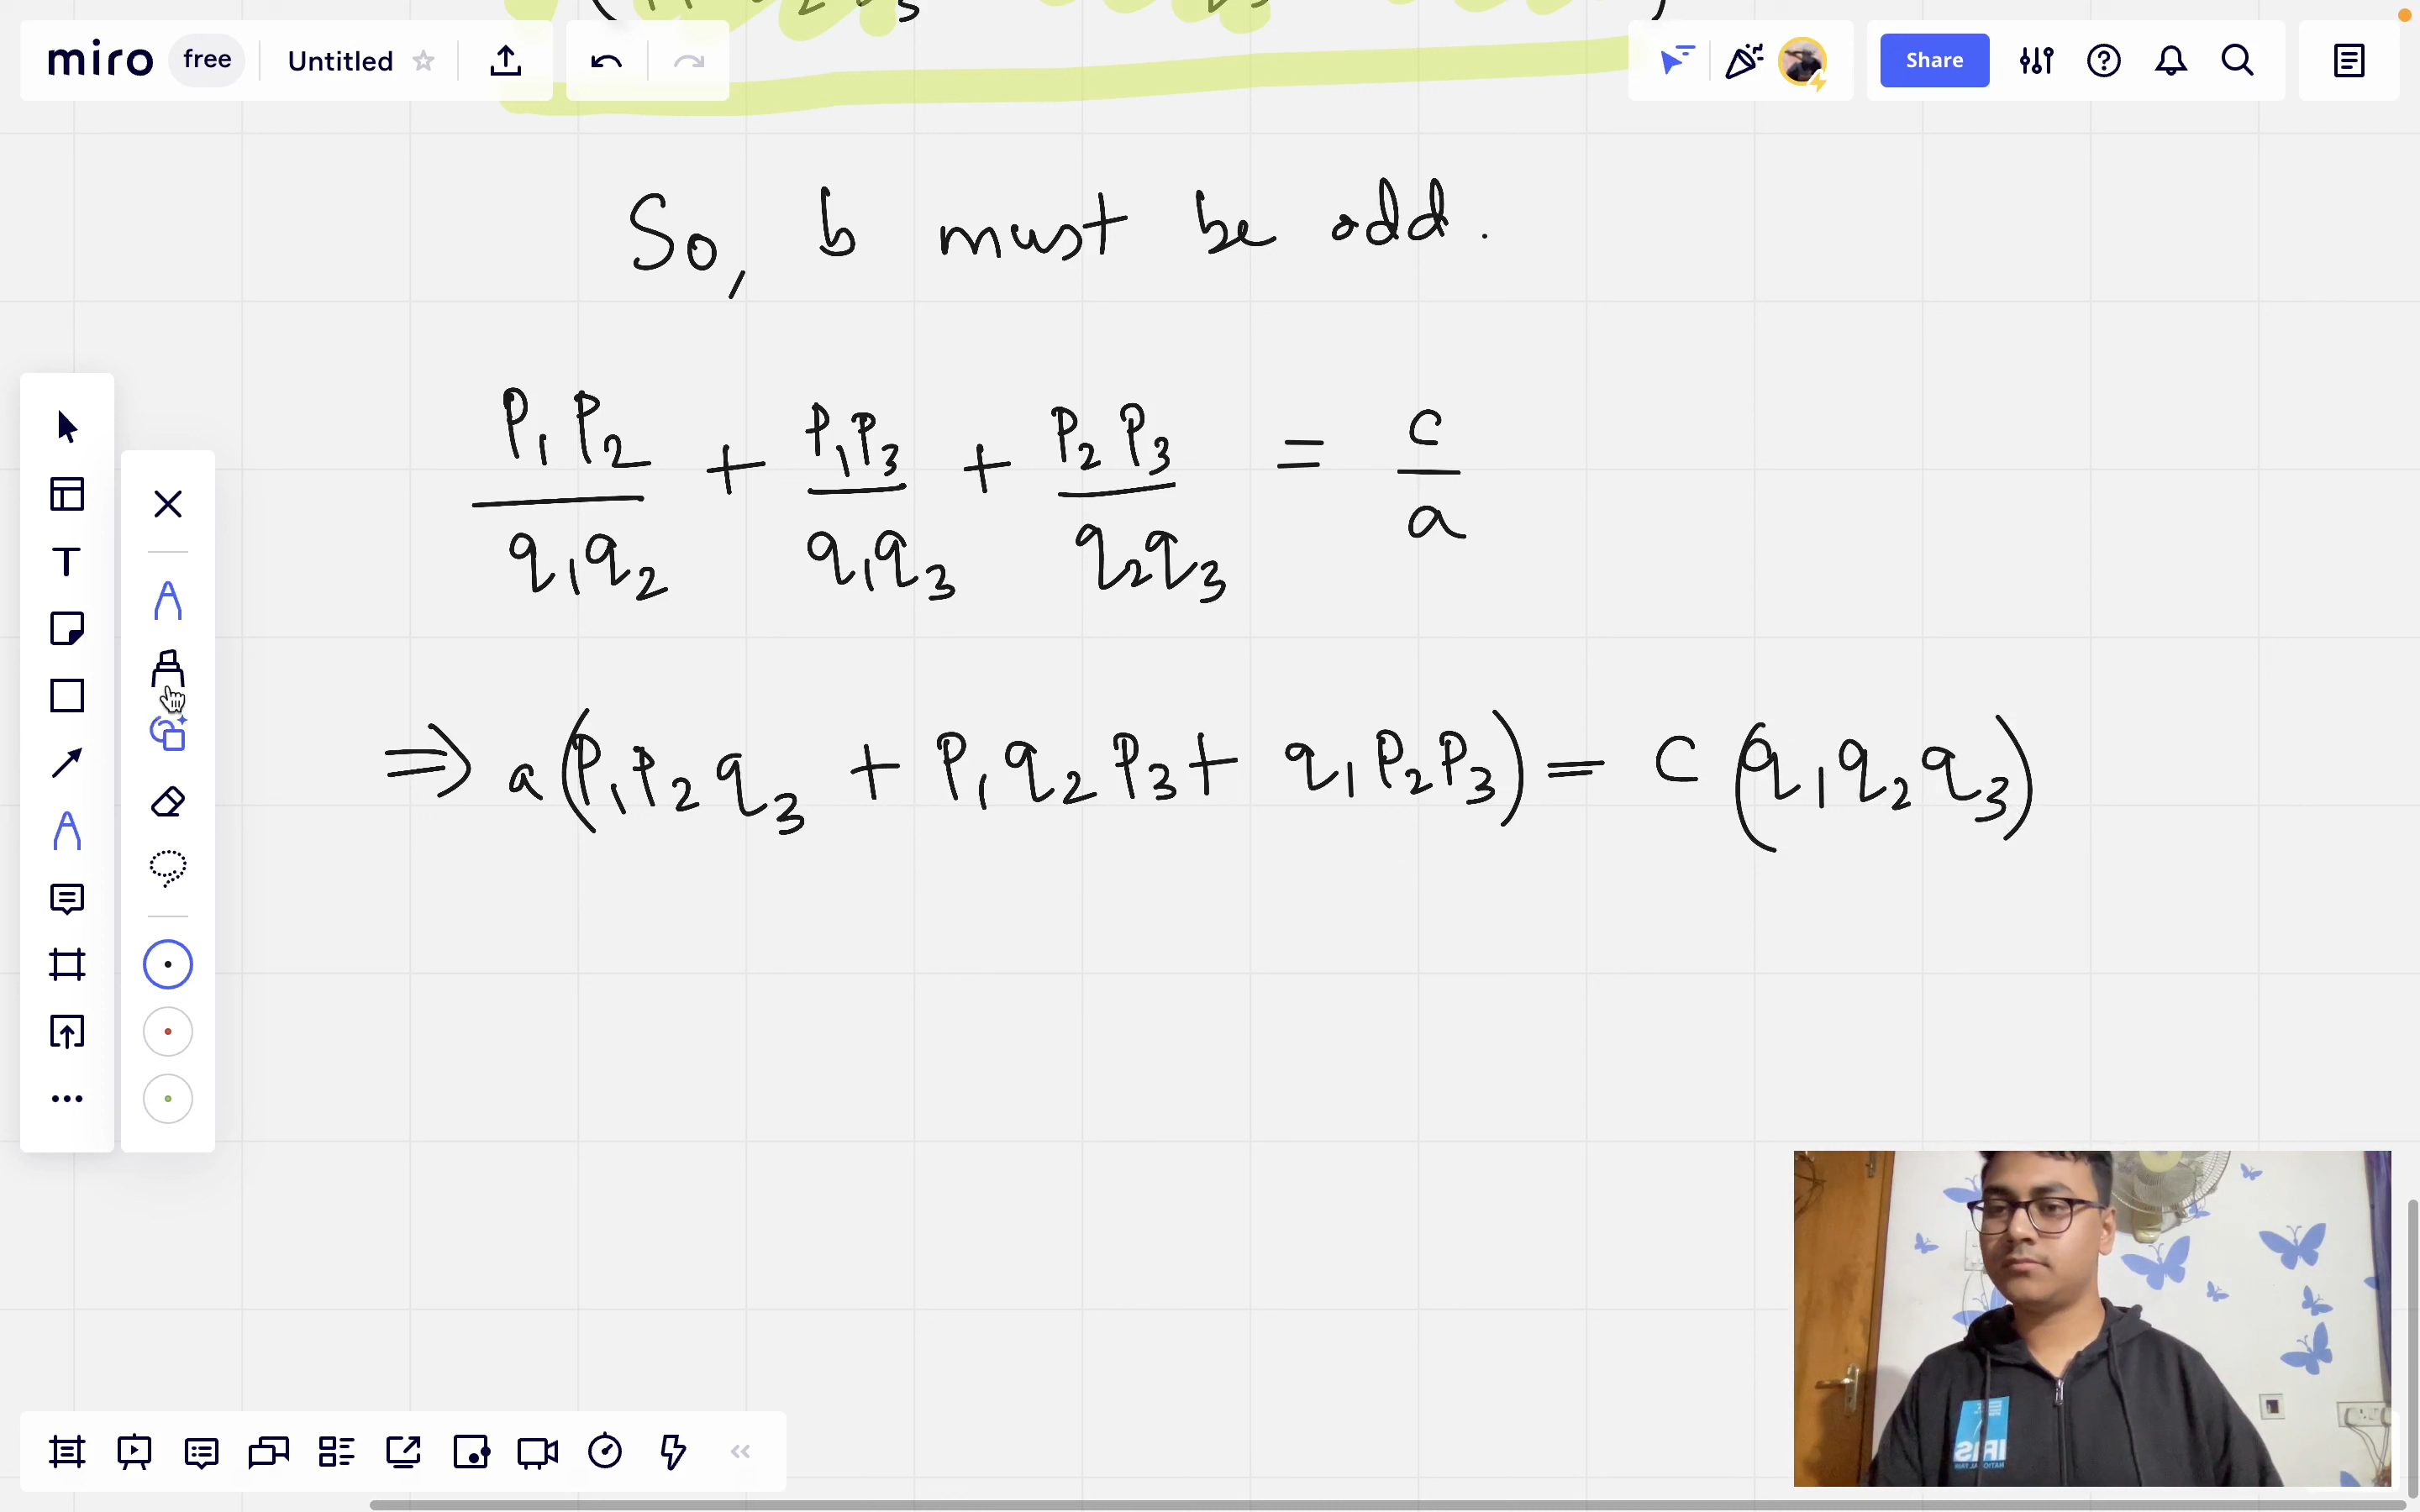 miro free Untitled Share
So, b must be odd.
P₁P₂/q₁q₂ + P₁P₃/q₁q₃ + P₂P₃/q₂q₃ = c/a
⇒ a(P₁P₂q₃ + P₁q₂P₃ + q₁P₂P₃) = C(q₁q₂q₃)